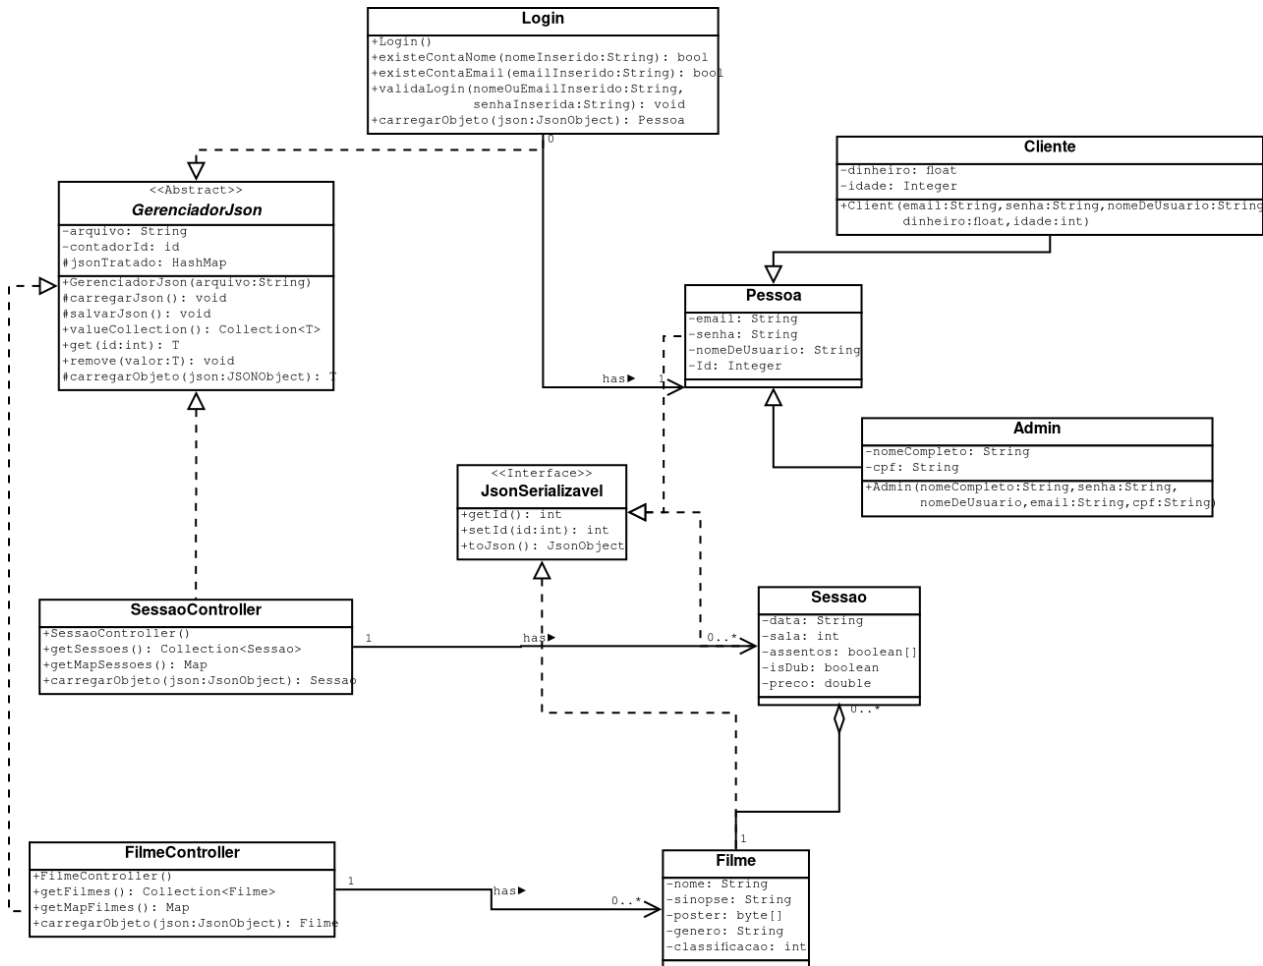 Login
+Login()
+existeContaNome(nomeInserido:String): bool
+existeContaEmail(emailInserido:String): bool
+validaLogin(nomeOuEmailInserido:String,
senhaInserida:String): void
+carregarObjeto(json:JsonObject): Pessoa
0
Cliente
-dinheiro: float
-idade: Integer
+Client(email:String,senha:String,nomeDeUsuario:String
dinheiro:float,idade:int)
<<Abstract>>
GerenciadorJson
-arquivo: String
-contadorId: id
#jsonTratado: HashMap
+GerenciadorJson(arquivo:String)
#carregarJson(): void
#salvarJson(): void
+valueCollection(): Collection<T>
+get(id:int): T
+remove(valor:T): void
#carregarObjeto(json:JSONObject): T
Pessoa
-email: String
-senha: String
-nomeDeUsuario: String
-Id: Integer
has▶
1
Admin
-nomeCompleto: String
-cpf: String
+Admin(nomeCompleto:String,senha:String,
nomeDeUsuario,email:String,cpf:String)
<<Interface>>
JsonSerializavel
+getId(): int
+setId(id:int): int
+toJson(): JsonObject
SessaoController
+SessaoController()
+getSessoes(): Collection<Sessao>
+getMapSessoes(): Map
+carregarObjeto(json:JsonObject): Sessao
1
has▶
0..*
Sessao
-data: String
-sala: int
-assentos: boolean[]
-isDub: boolean
-preco: double
0..*
1
FilmeController
+FilmeController()
+getFilmes(): Collection<Filme>
+getMapFilmes(): Map
+carregarObjeto(json:JsonObject): Filme
1
has▶
0..*
Filme
-nome: String
-sinopse: String
-poster: byte[]
-genero: String
-classificacao: int